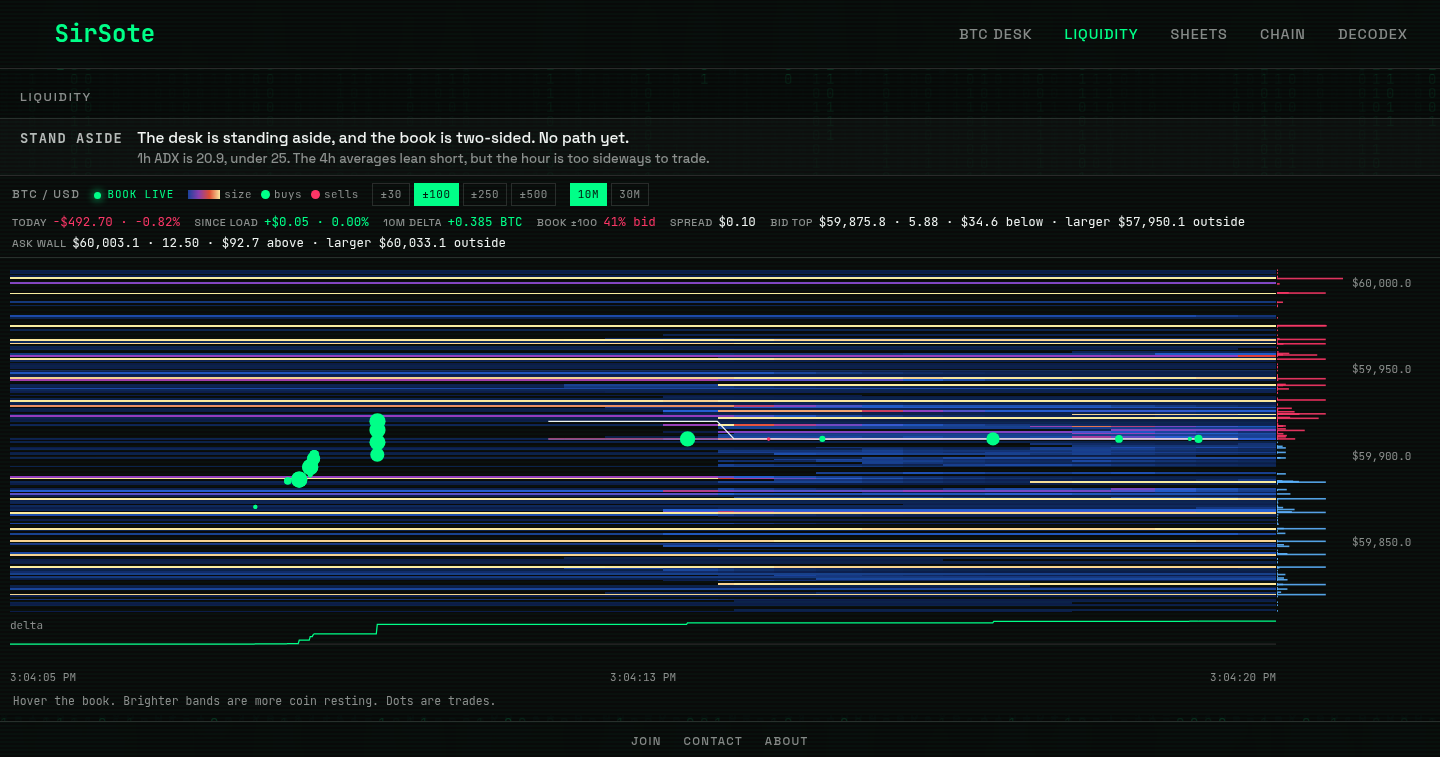 SirSote
BTC DESK LIQUIDITY SHEETS CHAIN DECODEX
LIQUIDITY
STAND ASIDE The desk is standing aside, and the book is two-sided. No path yet.
1h ADX is 20.9, under 25. The 4h averages lean short, but the hour is too sideways to trade.
BTC / USD BOOK LIVE size buys sells ±30 ±100 ±250 ±500 10M 30M
TODAY -$492.70 · -0.82% SINCE LOAD +$0.05 · 0.00% 10M DELTA +0.385 BTC BOOK ±100 41% bid SPREAD $0.10 BID TOP $59,875.8 · 5.88 · $34.6 below · larger $57,950.1 outside
ASK WALL $60,003.1 · 12.50 · $92.7 above · larger $60,033.1 outside
$60,000.0
$59,950.0
$59,900.0
$59,850.0
delta
3:04:05 PM 3:04:13 PM 3:04:20 PM
Hover the book. Brighter bands are more coin resting. Dots are trades.
JOIN CONTACT ABOUT